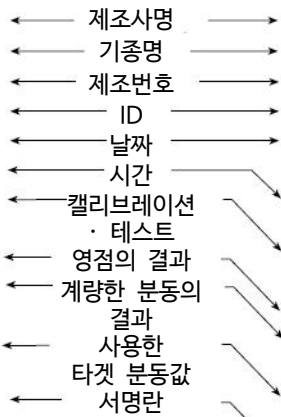 제조사명
기종명
제조번호
ID
날짜
시간
캘리브레이션
· 테스트
영점의 결과
계량한 분동의
결과
사용한
타겟 분동값
서명란